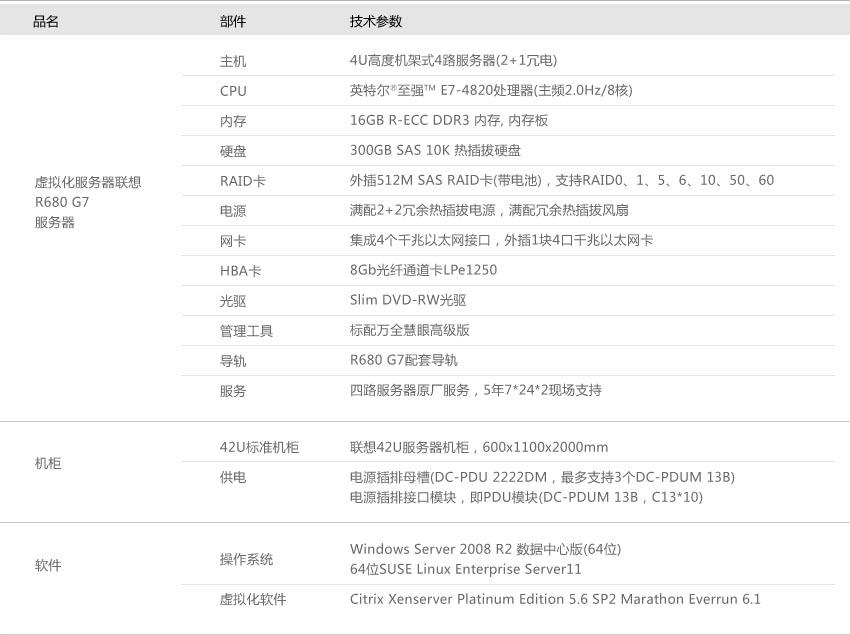 品名 部件 技术参数
主机 4U高度机架式4路服务器(2+1冗电)
CPU 英特尔®至强™ E7-4820处理器(主频2.0Hz/8核)
内存 16GB R-ECC DDR3 内存, 内存板
硬盘 300GB SAS 10K 热插拔硬盘
RAID卡 外插512M SAS RAID卡(带电池)，支持RAID0、1、5、6、10、50、60
虚拟化服务器联想
R680 G7
服务器
电源 满配2+2冗余热插拔电源，满配冗余热插拔风扇
网卡 集成4个千兆以太网接口，外插1块4口千兆以太网卡
HBA卡 8Gb光纤通道卡LPe1250
光驱 Slim DVD-RW光驱
管理工具 标配万全慧眼高级版
导轨 R680 G7配套导轨
服务 四路服务器原厂服务，5年7*24*2现场支持
机柜
42U标准机柜 联想42U服务器机柜，600x1100x2000mm
供电 电源插排母槽(DC-PDU 2222DM，最多支持3个DC-PDUM 13B)
电源插排接口模块，即PDU模块(DC-PDUM 13B，C13*10)
软件
操作系统 Windows Server 2008 R2 数据中心版(64位)
64位SUSE Linux Enterprise Server11
虚拟化软件 Citrix Xenserver Platinum Edition 5.6 SP2 Marathon Everrun 6.1